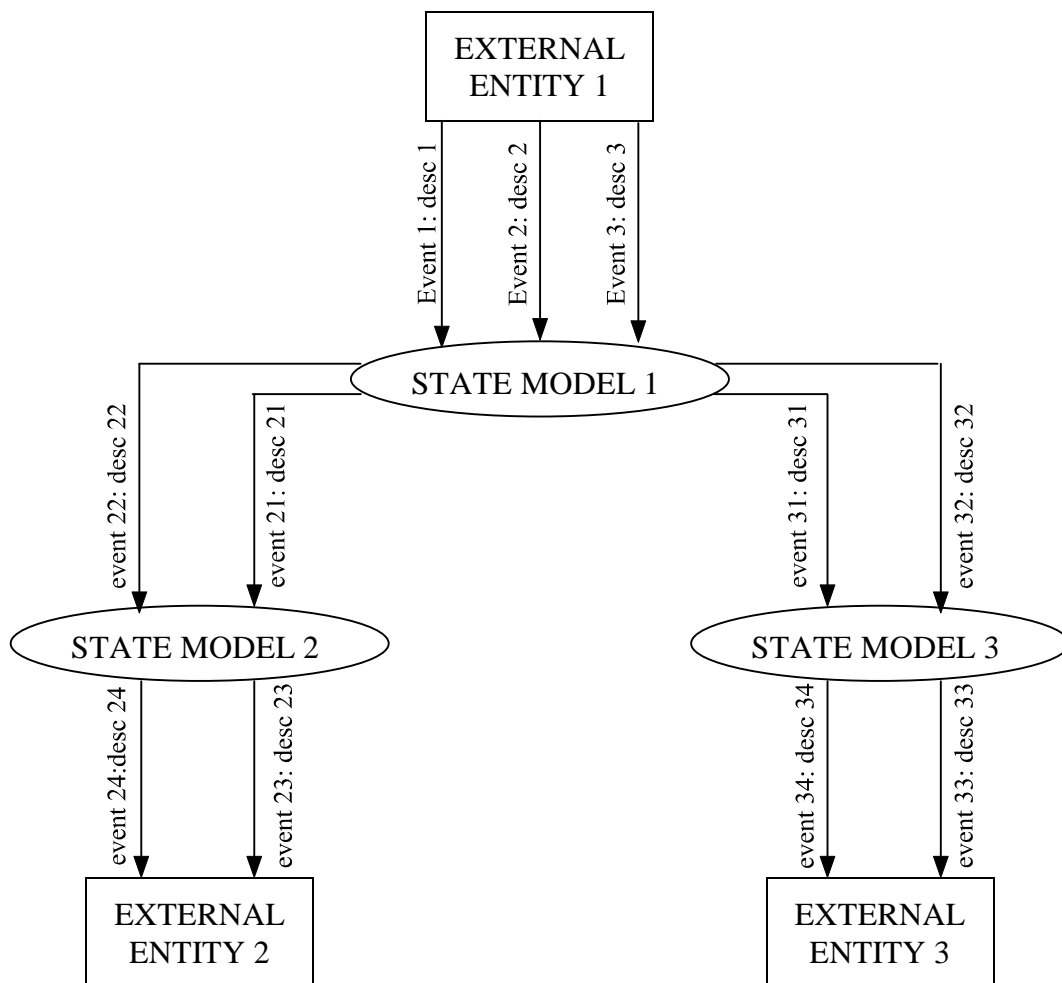 EXTERNAL
ENTITY 1
Event 1: desc 1
Event 2: desc 2
Event 3: desc 3
STATE MODEL 1
event 22: desc 22
event 21: desc 21
event 31: desc 31
event 32: desc 32
STATE MODEL 2
STATE MODEL 3
event 24:desc 24
event 23: desc 23
event 34: desc 34
event 33: desc 33
EXTERNAL
ENTITY 2
EXTERNAL
ENTITY 3